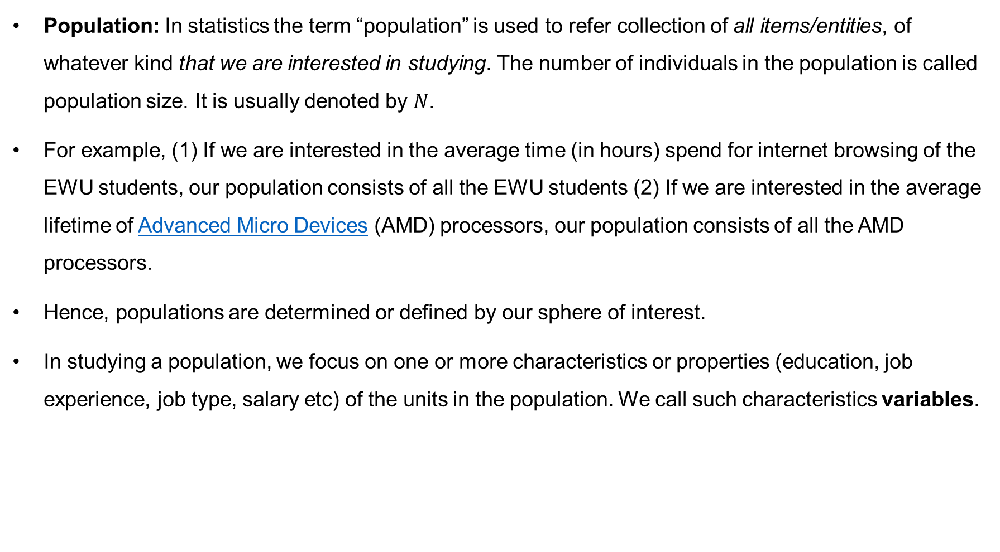 • Population: In statistics the term “population” is used to refer collection of all items/entities, of
whatever kind that we are interested in studying. The number of individuals in the population is called
population size. It is usually denoted by N.
• For example, (1) If we are interested in the average time (in hours) spend for internet browsing of the
EWU students, our population consists of all the EWU students (2) If we are interested in the average
lifetime of Advanced Micro Devices (AMD) processors, our population consists of all the AMD
processors.
• Hence, populations are determined or defined by our sphere of interest.
• In studying a population, we focus on one or more characteristics or properties (education, job
experience, job type, salary etc) of the units in the population. We call such characteristics variables.